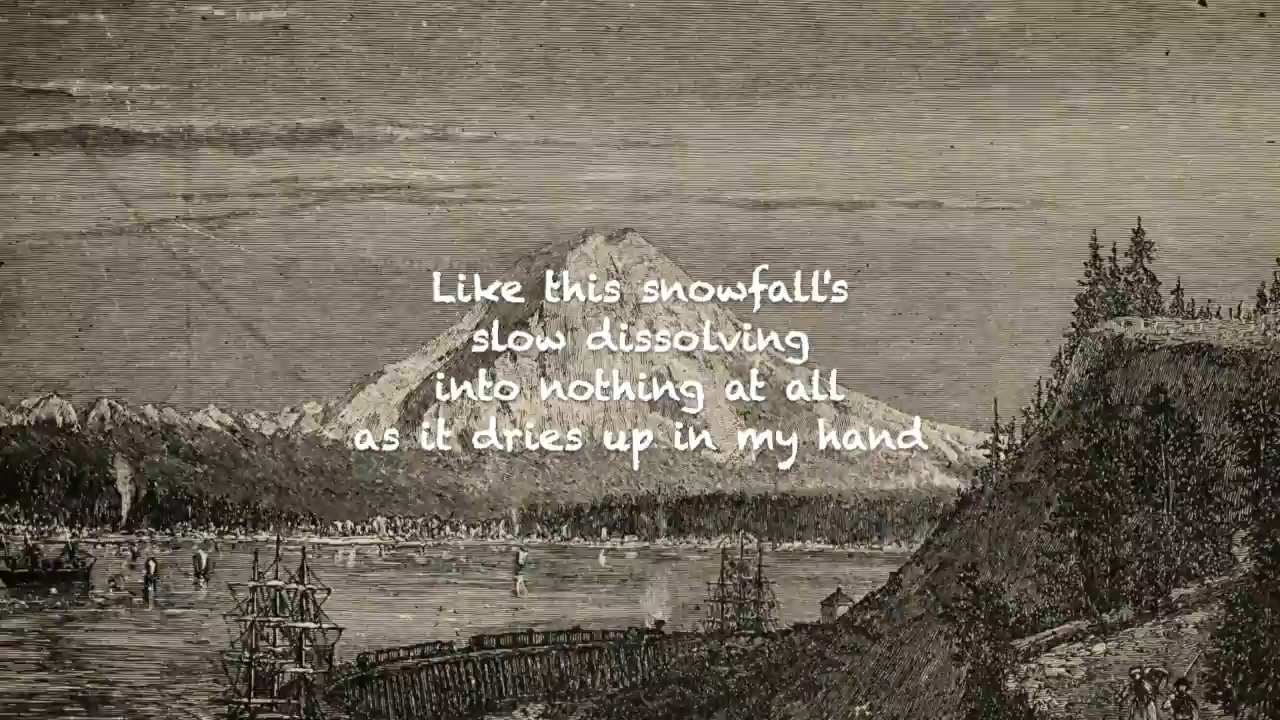 Like this snowfall's
slow dissolving
into nothing at all
as it dries up in my hand